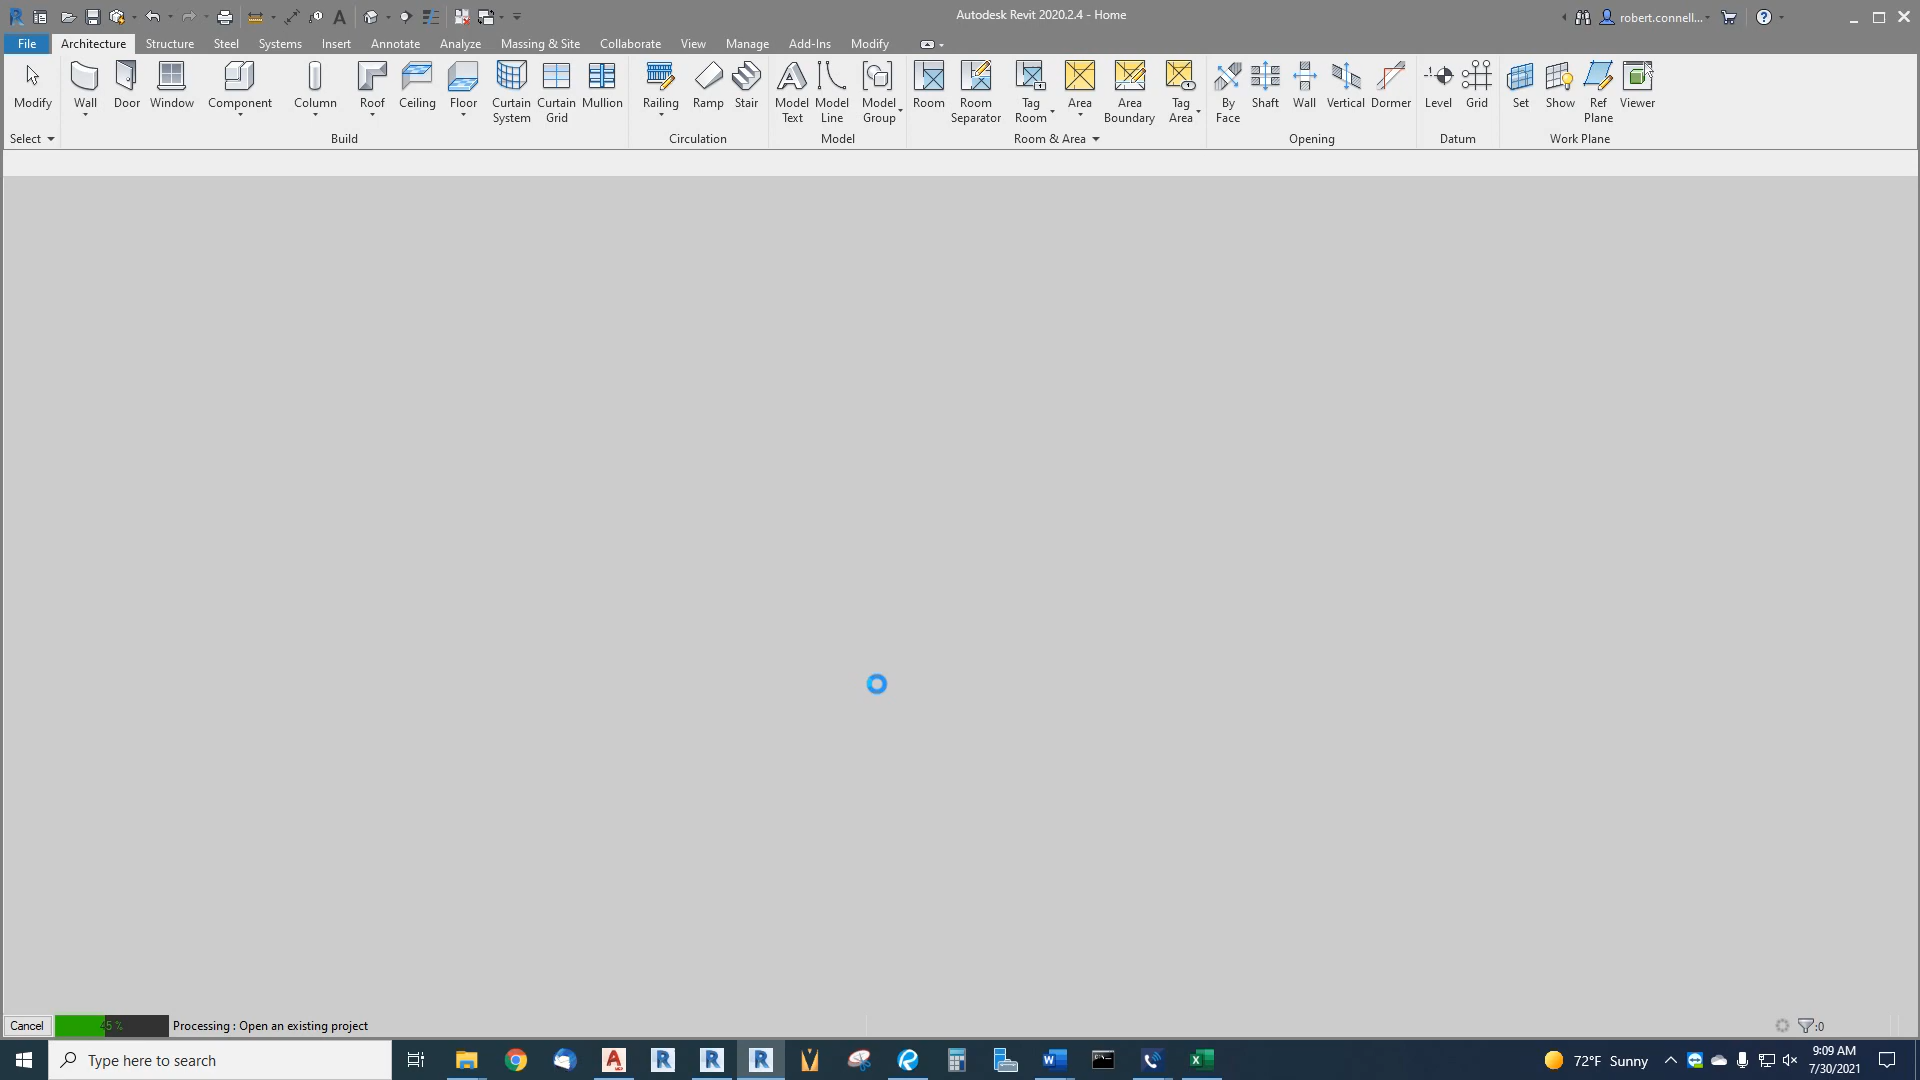 Autodesk Revit 2020.2.4 - Home
robert.connell...
File Architecture Structure Steel Systems Insert Annotate Analyze Massing & Site Collaborate View Manage Add-Ins Modify
Modify Wall Door Window Component Column Roof Ceiling Floor Curtain System Curtain Grid Mullion Railing Ramp Stair Model Text Model Line Model Group Room Room Separator Tag Room Area Area Boundary Tag Area By Face Shaft Wall Vertical Dormer Level Grid Set Show Ref Plane Viewer
Select Build Circulation Model Room & Area Opening Datum Work Plane
Cancel 45 % Processing : Open an existing project :0
Type here to search
72°F Sunny
9:09 AM
7/30/2021